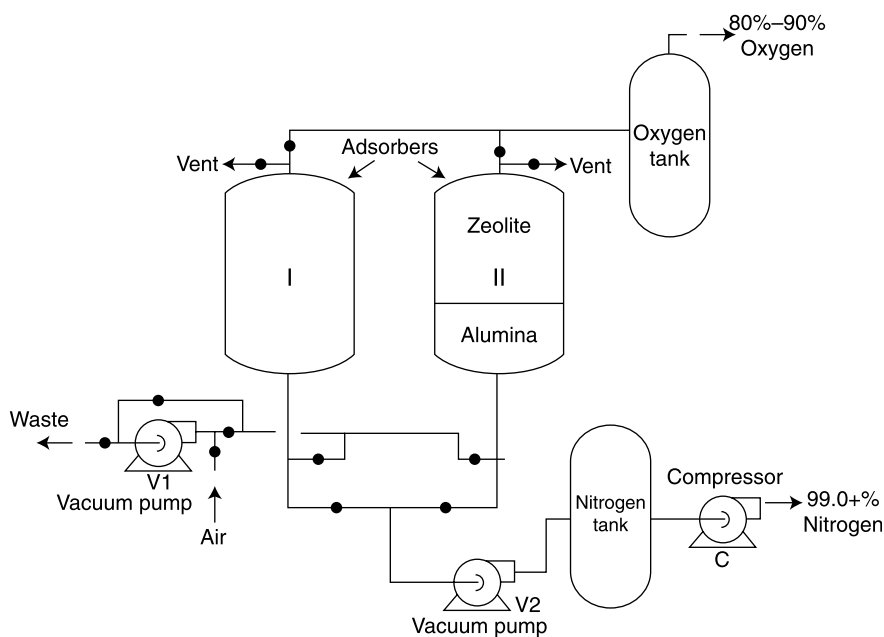 80%–90%
Oxygen
Oxygen
tank
Adsorbers
Vent
Vent
Zeolite
I
II
Alumina
Waste
V1
Vacuum pump
Air
Nitrogen
tank
Compressor
99.0+%
Nitrogen
C
V2
Vacuum pump